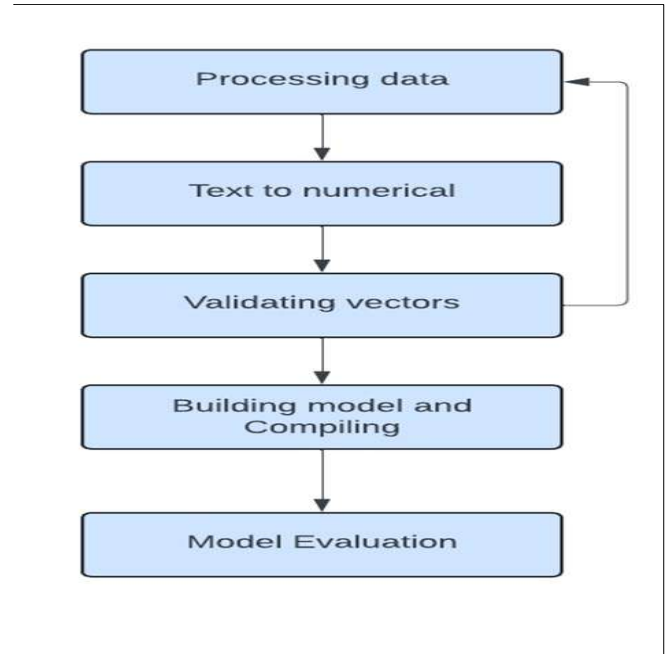 Processing data
Text to numerical
Validating vectors
Building model and
Compiling
Model Evaluation